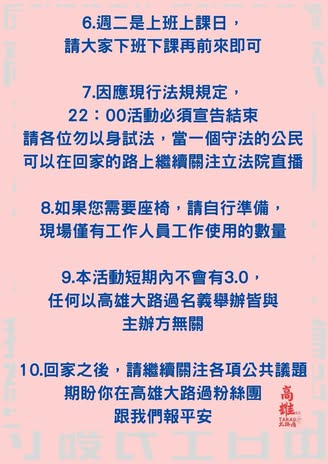 6.週二是上班上課日，
請大家下班下課再前來即可
7.因應現行法規規定，
22：00活動必須宣告結束
請各位勿以身試法，當一個守法的公民
可以在回家的路上繼續關注立法院直播
8.如果您需要座椅，請自行準備，
現場僅有工作人員工作使用的數量
9.本活動短期內不會有3.0，
任何以高雄大路過名義舉辦皆與
主辦方無關
10.回家之後，請繼續關注各項公共議題
期盼你在高雄大路過粉絲團
跟我們報平安
高雄
TAKAO
大路過